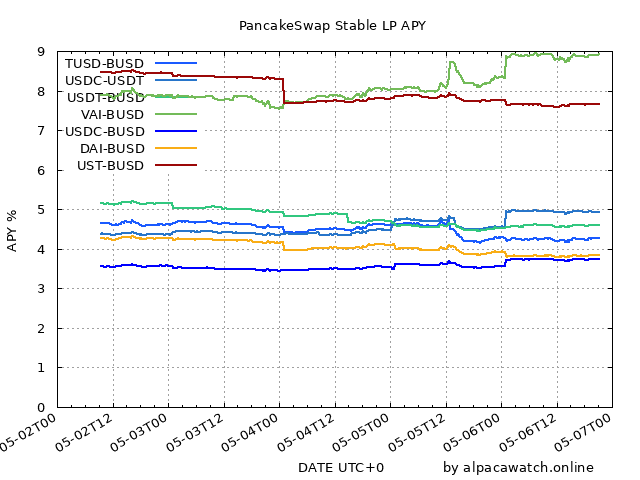 PancakeSwap Stable LP APY
APY %
9
8
7
6
5
4
3
2
1
0
TUSD-BUSD
USDC-USDT
USDT-BUSD
VAI-BUSD
USDC-BUSD
DAI-BUSD
UST-BUSD
05-02T00
05-02T12
05-03T00
05-03T12
05-04T00
05-04T12
05-05T00
05-05T12
05-06T00
05-06T12
05-07T00
DATE UTC+0
by alpacawatch.online